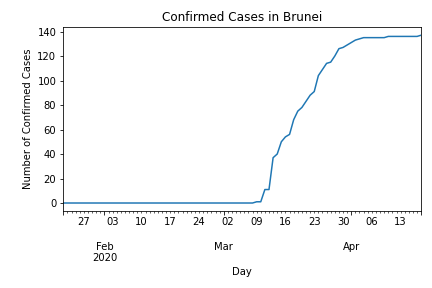 Confirmed Cases in Brunei
Number of Confirmed Cases
140
120
100
80
60
40
20
0
27 03 10 17 24 02 09 16 23 30 06 13
Feb Mar Apr
2020
Day